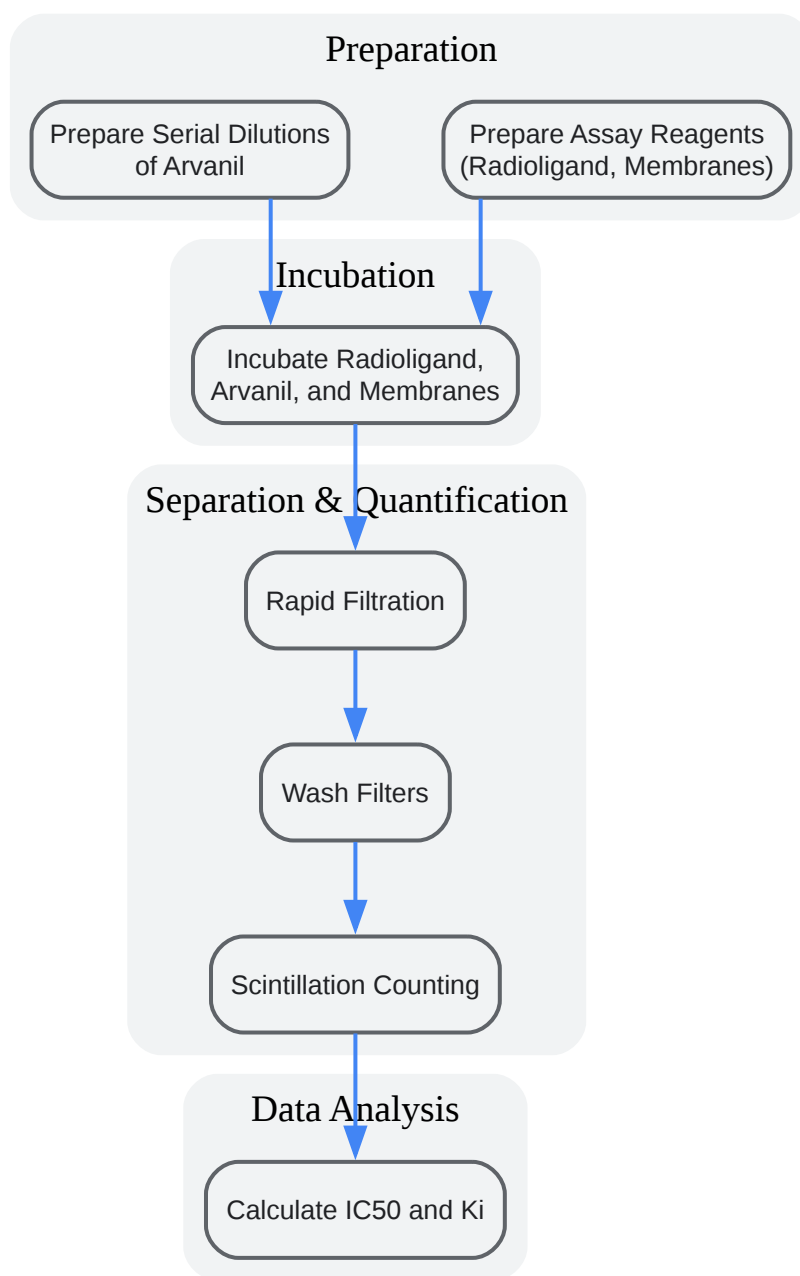 Preparation
Prepare Serial Dilutions
of Arvanil
Prepare Assay Reagents
(Radioligand, Membranes)
Incubation
Incubate Radioligand,
Arvanil, and Membranes
Separation & Quantification
Rapid Filtration
Wash Filters
Scintillation Counting
Data Analysis
Calculate IC50 and Ki